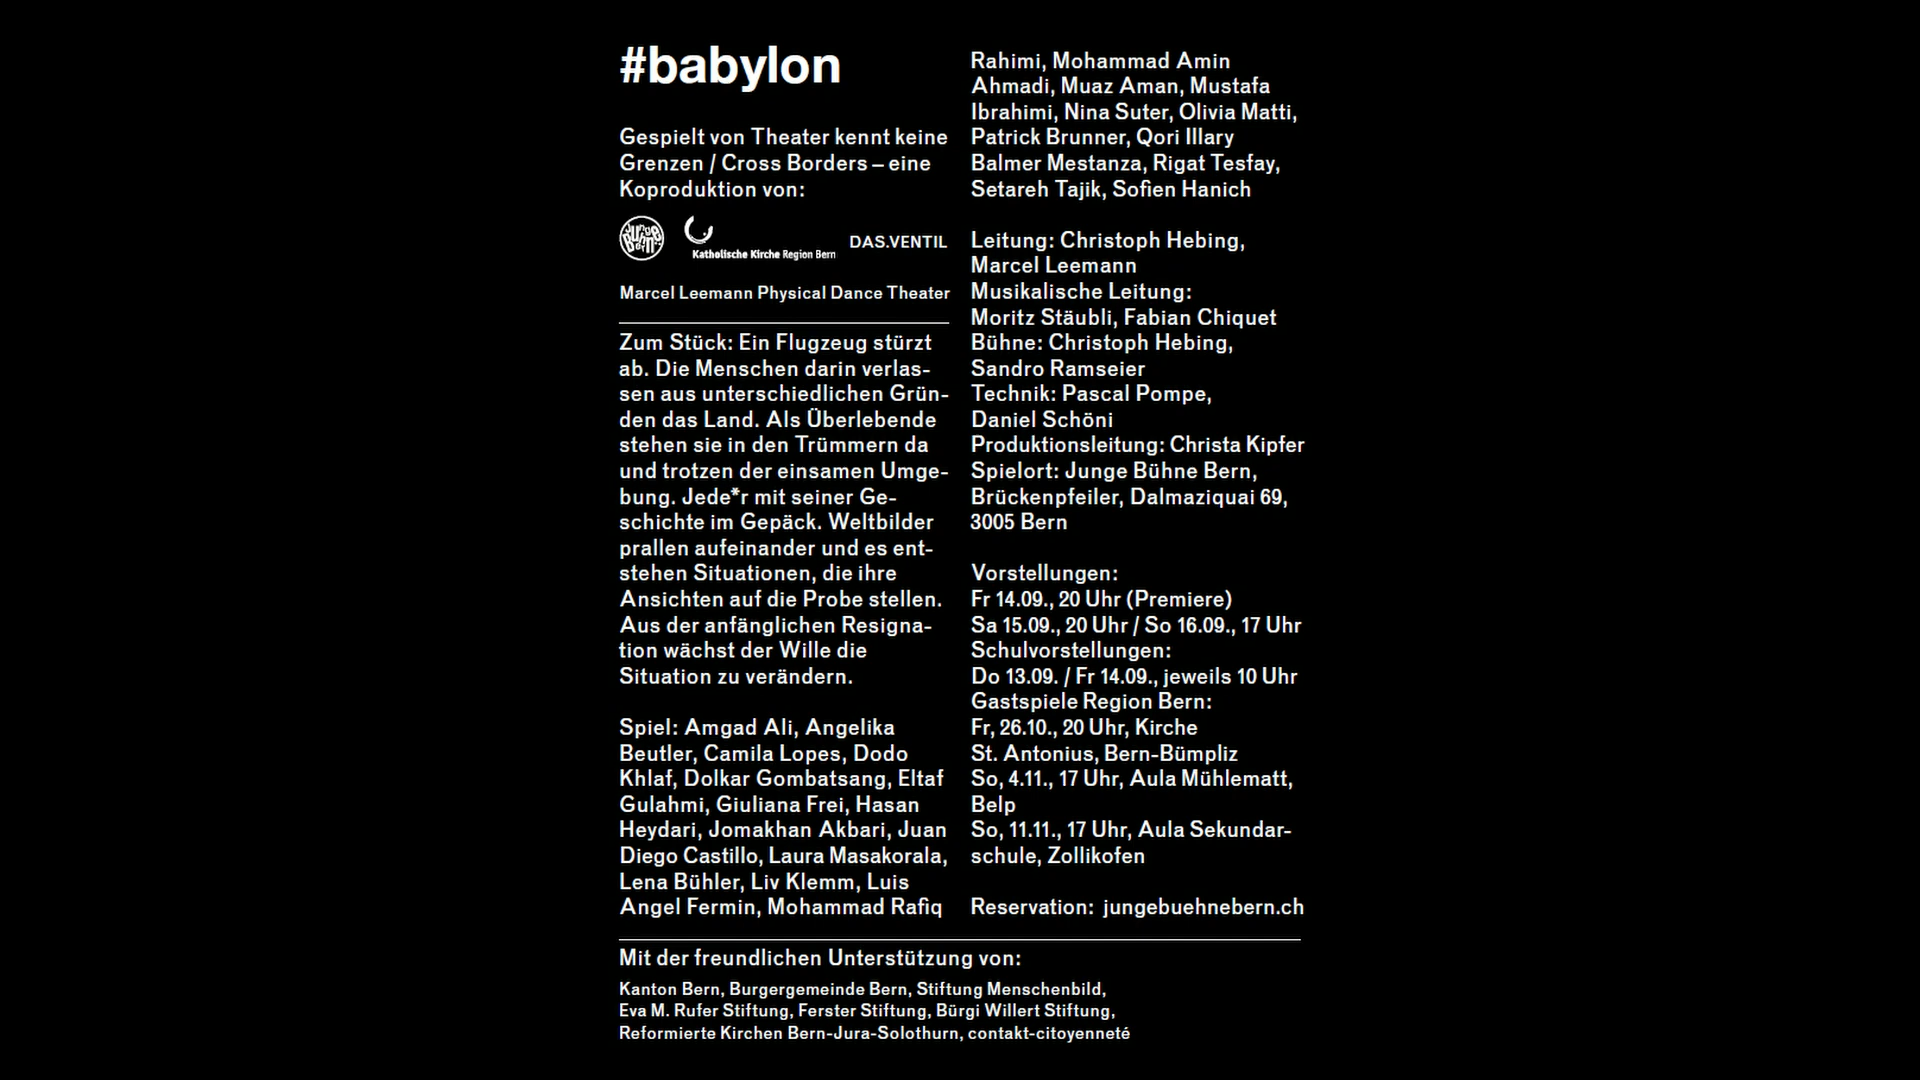 #babylon
Gespielt von Theater kennt keine
Grenzen / Cross Borders – eine
Koproduktion von:
Junge Bühne Bern
Katholische Kirche Region Bern
DAS.VENTIL
Marcel Leemann Physical Dance Theater
Zum Stück: Ein Flugzeug stürzt
ab. Die Menschen darin verlas-
sen aus unterschiedlichen Grün-
den das Land. Als Überlebende
stehen sie in den Trümmern da
und trotzen der einsamen Umge-
bung. Jede*r mit seiner Ge-
schichte im Gepäck. Weltbilder
prallen aufeinander und es ent-
stehen Situationen, die ihre
Ansichten auf die Probe stellen.
Aus der anfänglichen Resigna-
tion wächst der Wille die
Situation zu verändern.
Spiel: Amgad Ali, Angelika
Beutler, Camila Lopes, Dodo
Khlaf, Dolkar Gombatsang, Eltaf
Gulahmi, Giuliana Frei, Hasan
Heydari, Jomakhan Akbari, Juan
Diego Castillo, Laura Masakorala,
Lena Bühler, Liv Klemm, Luis
Angel Fermin, Mohammad Rafiq
Rahimi, Mohammad Amin
Ahmadi, Muaz Aman, Mustafa
Ibrahimi, Nina Suter, Olivia Matti,
Patrick Brunner, Qori Illary
Balmer Mestanza, Rigat Tesfay,
Setareh Tajik, Sofien Hanich
Leitung: Christoph Hebing,
Marcel Leemann
Musikalische Leitung:
Moritz Stäubli, Fabian Chiquet
Bühne: Christoph Hebing,
Sandro Ramseier
Technik: Pascal Pompe,
Daniel Schöni
Produktionsleitung: Christa Kipfer
Spielort: Junge Bühne Bern,
Brückenpfeiler, Dalmaziquai 69,
3005 Bern
Vorstellungen:
Fr 14.09., 20 Uhr (Premiere)
Sa 15.09., 20 Uhr / So 16.09., 17 Uhr
Schulvorstellungen:
Do 13.09. / Fr 14.09., jeweils 10 Uhr
Gastspiele Region Bern:
Fr, 26.10., 20 Uhr, Kirche
St. Antonius, Bern-Bümpliz
So, 4.11., 17 Uhr, Aula Mühlematt,
Belp
So, 11.11., 17 Uhr, Aula Sekundar-
schule, Zollikofen
Reservation: jungebuehnebern.ch
Mit der freundlichen Unterstützung von:
Kanton Bern, Burgergemeinde Bern, Stiftung Menschenbild,
Eva M. Rufer Stiftung, Ferster Stiftung, Bürgi Willert Stiftung,
Reformierte Kirchen Bern-Jura-Solothurn, contakt-citoyenneté